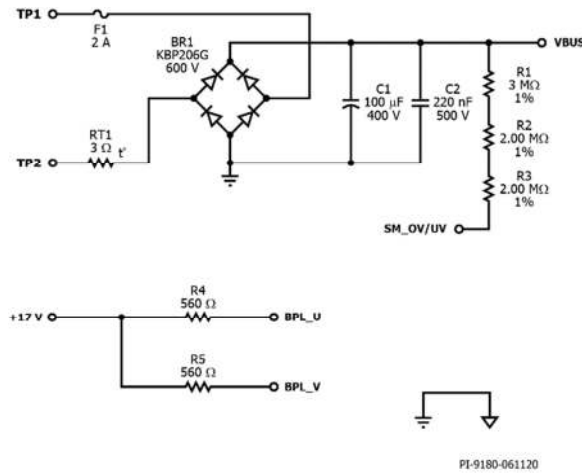 TP1
F1
2 A
BR1
KBP206G
600 V
VBUS
C1
100 µF
400 V
C2
220 nF
500 V
R1
3 MΩ
1%
R2
2.00 MΩ
1%
R3
2.00 MΩ
1%
RT1
3 Ω
t°
TP2
SM_OV/UV
+17 V
R4
560 Ω
BPL_U
R5
560 Ω
BPL_V
PI-9180-061120